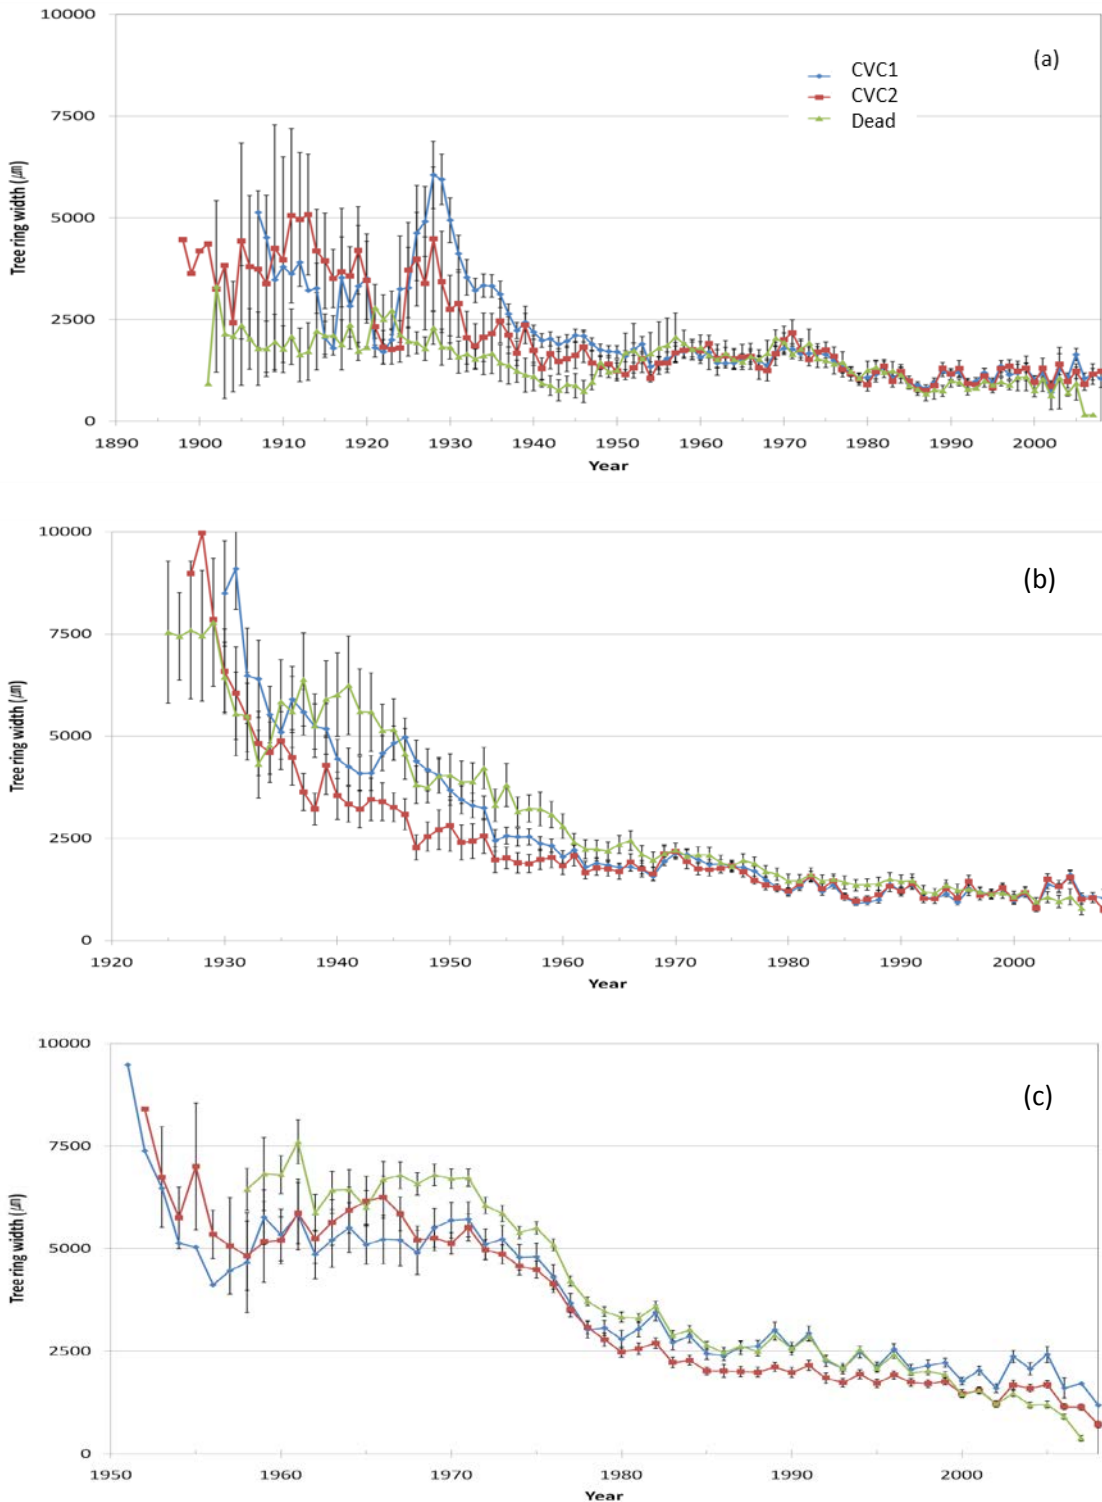 10000
(a)
CVC1
CVC2
Dead
7500
5000
2500
0
Tree ring width (㎛)
1890 1900 1910 1920 1930 1940 1950 1960 1970 1980 1990 2000
Year
10000
(b)
7500
5000
2500
0
Tree ring width (㎛)
1920 1930 1940 1950 1960 1970 1980 1990 2000
Year
10000
(c)
7500
5000
2500
0
Tree ring width (㎛)
1950 1960 1970 1980 1990 2000
Year